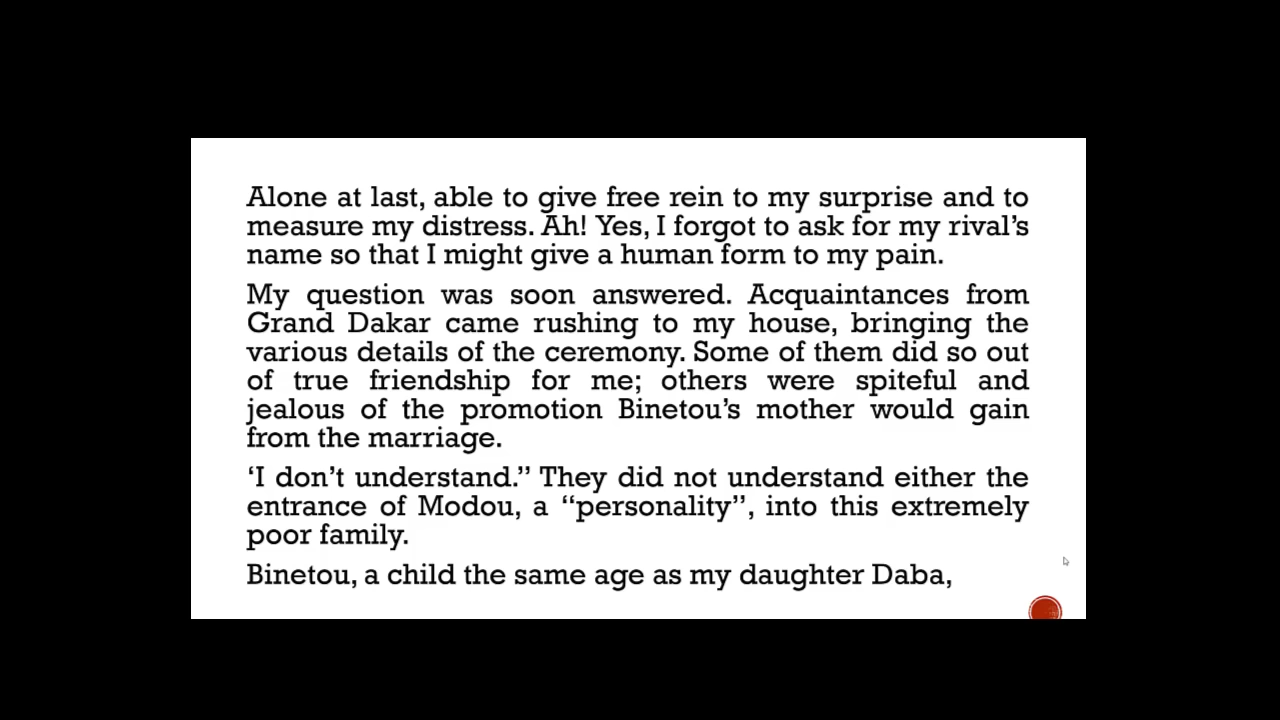 Alone at last, able to give free rein to my surprise and to
measure my distress. Ah! Yes, I forgot to ask for my rival’s
name so that I might give a human form to my pain.
My question was soon answered. Acquaintances from
Grand Dakar came rushing to my house, bringing the
various details of the ceremony. Some of them did so out
of true friendship for me; others were spiteful and
jealous of the promotion Binetou’s mother would gain
from the marriage.
‘I don’t understand.” They did not understand either the
entrance of Modou, a “personality”, into this extremely
poor family.
Binetou, a child the same age as my daughter Daba,